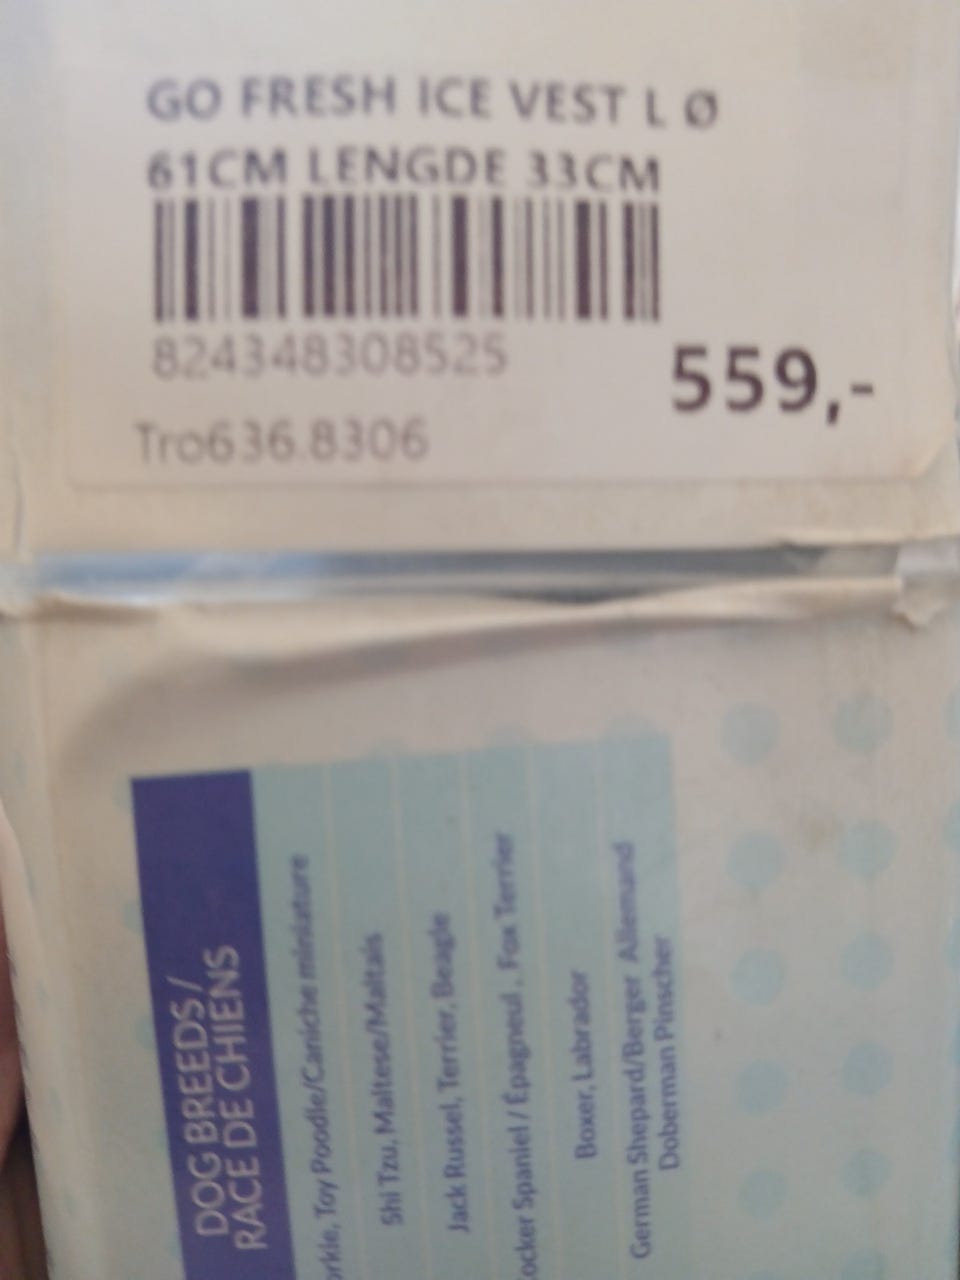 GO FRESH ICE VEST L Ø
61CM LENGDE 33CM
824348308525
559,-
Tro636.8306
DOG BREEDS /
RACE DE CHIENS
Toy Poodle/Caniche miniature
Shi Tzu, Maltese/Maltais
Jack Russel, Terrier, Beagle
Spaniel / Épagneul , Fox Terrier
Boxer, Labrador
German Shepard/Berger Allemand
Doberman Pinscher